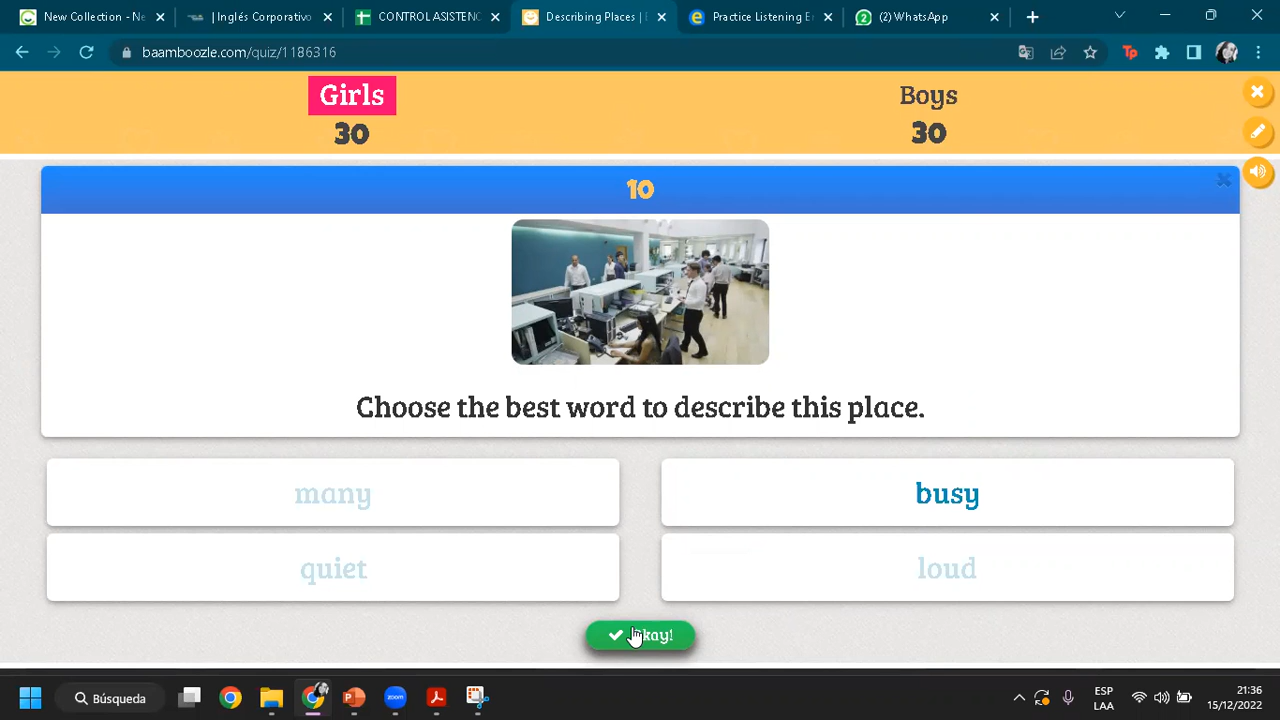 New Collection - Ne
| Inglés Corporativo
CONTROL ASISTENC
Describing Places | B
Practice Listening En
(2) WhatsApp
baamboozle.com/quiz/1186316
Girls
30
Boys
30
10
Choose the best word to describe this place.
many
busy
quiet
loud
Búsqueda
zoom
ESP
LAA
21:36
15/12/2022